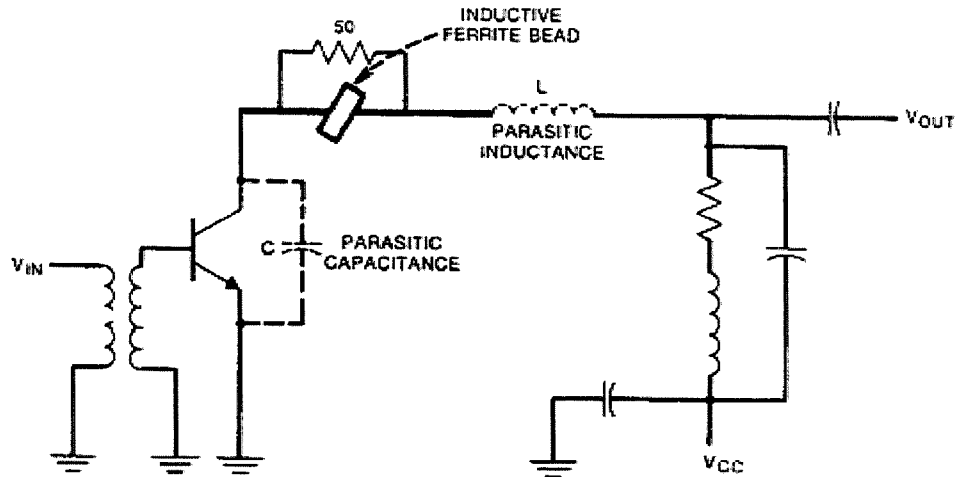 50
INDUCTIVE
FERRITE BEAD
L
PARASITIC
INDUCTANCE
VOUT
C
PARASITIC
CAPACITANCE
VIN
VCC